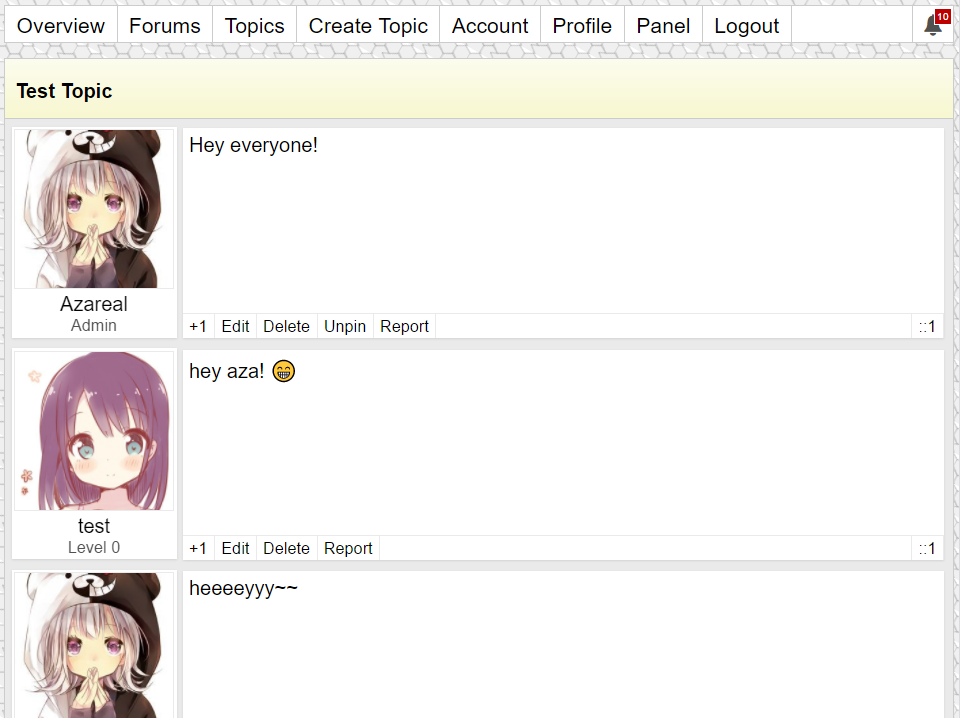 Overview Forums Topics Create Topic Account Profile Panel Logout 10
Test Topic
Hey everyone!
Azareal
Admin
+1 Edit Delete Unpin Report ::1
hey aza! 😁
test
Level 0
+1 Edit Delete Report ::1
heeeeyyy~~